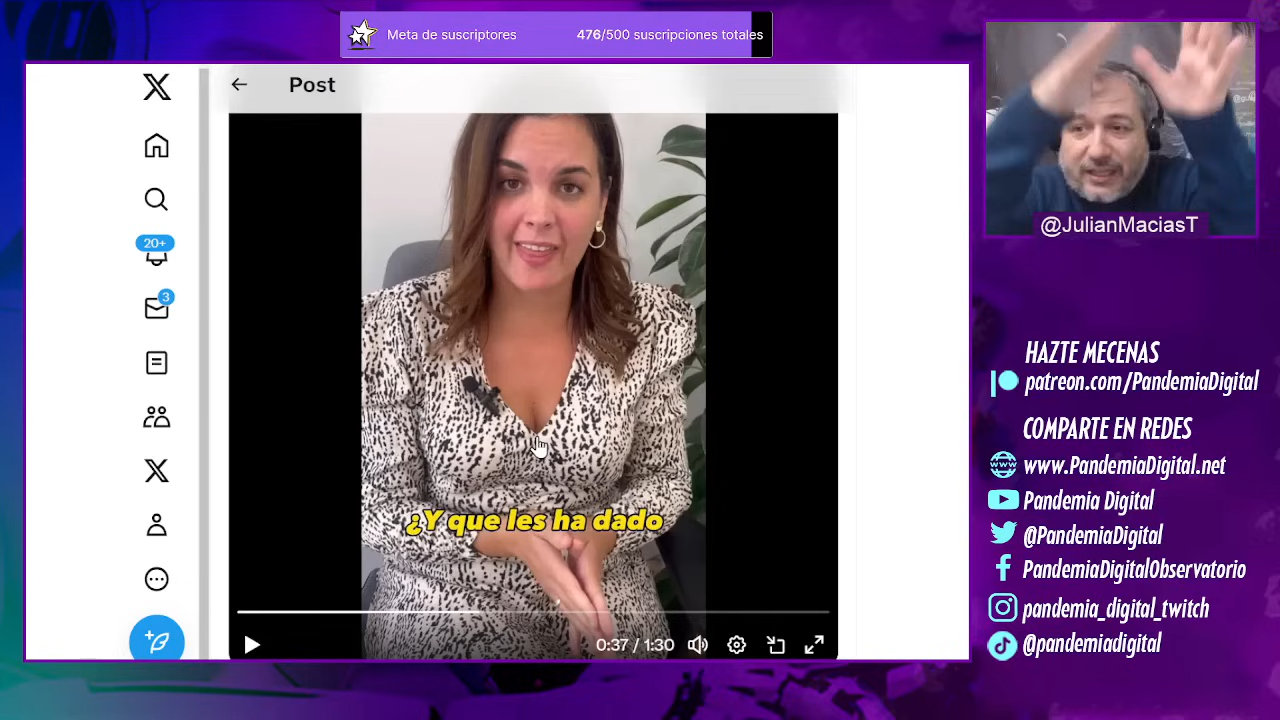 Meta de suscriptores 476/500 suscripciones totales
Post
20+
3
¿Y que les ha dado
0:37 / 1:30
@JulianMaciasT
HAZTE MECENAS
patreon.com/PandemiaDigital
COMPARTE EN REDES
www.PandemiaDigital.net
Pandemia Digital
@PandemiaDigital
PandemiaDigitalObservatorio
pandemia_digital_twitch
@pandemiadigital